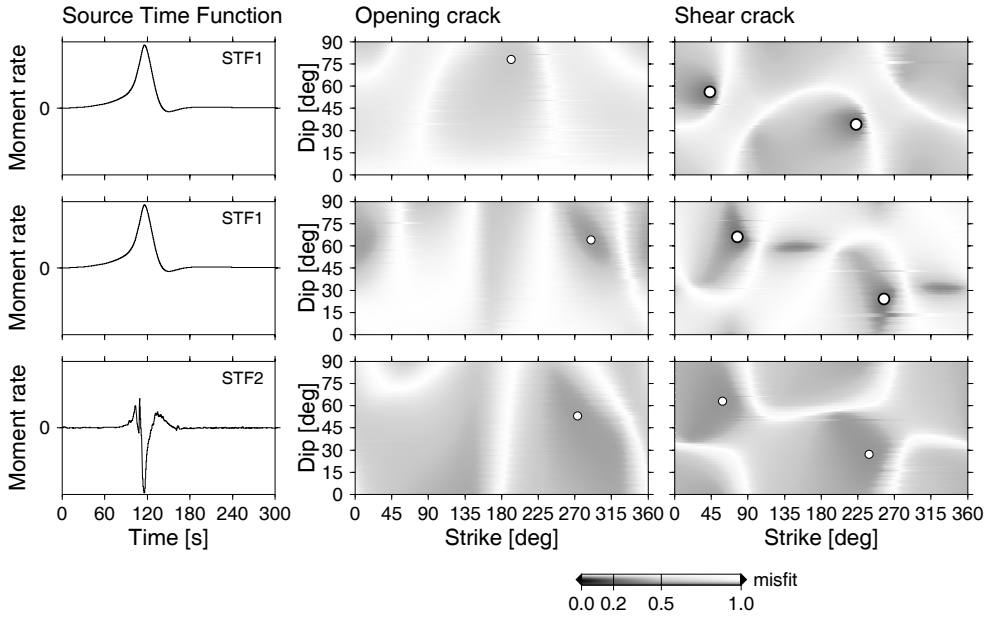 Source Time Function Opening crack Shear crack
Moment rate
0
STF1
Dip [deg]
90
75
60
45
30
15
0
Moment rate
0
STF1
Dip [deg]
90
75
60
45
30
15
0
Moment rate
0
STF2
Dip [deg]
90
75
60
45
30
15
0
0 60 120 180 240 300
0 45 90 135 180 225 270 315 360
0 45 90 135 180 225 270 315 360
Time [s] Strike [deg] Strike [deg]
misfit
0.0 0.2 0.5 1.0